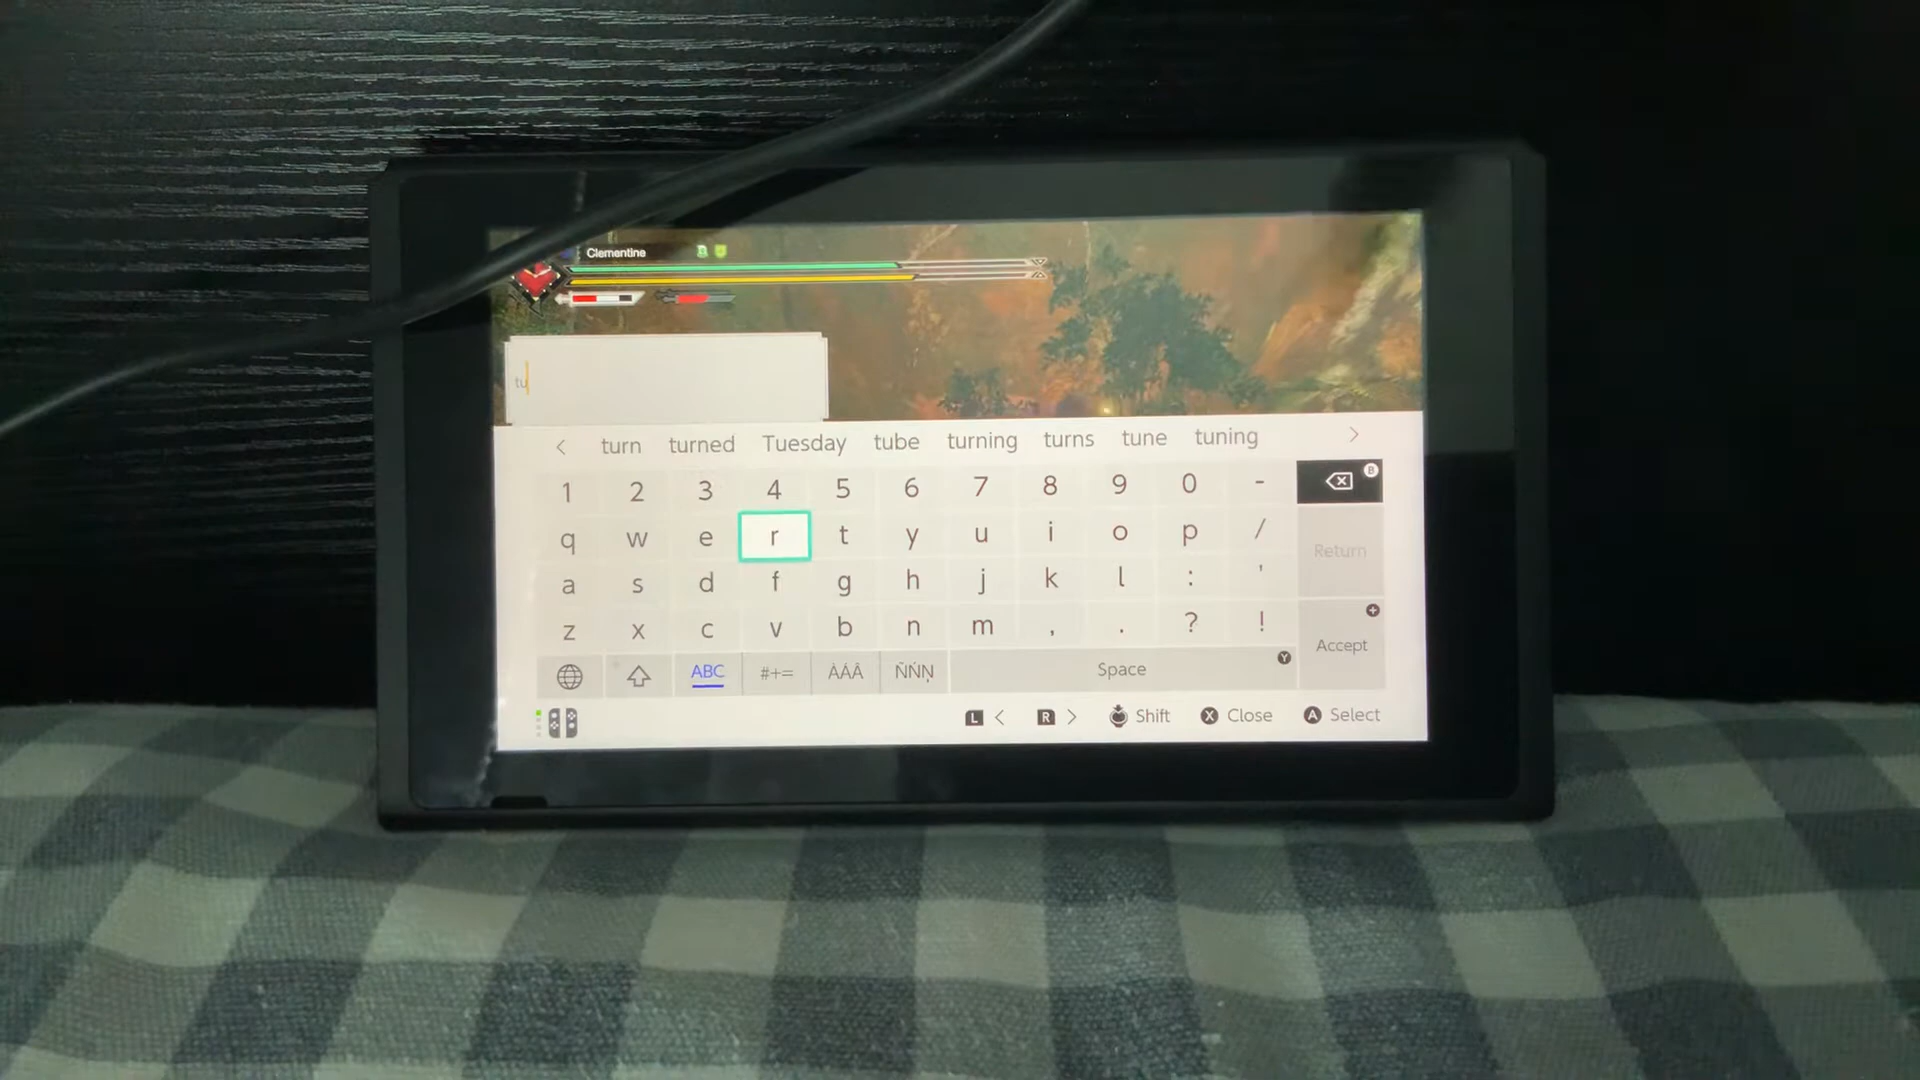 Clementine
tu
< turn turned Tuesday tube turning turns tune tuning >
1 2 3 4 5 6 7 8 9 0 - B
q w e r t y u i o p / Return
a s d f g h j k l : '
z x c v b n m , . ? ! Accept
ABC #+= ÀÁÂ ÑŃŅ Space Y
L < R > Shift X Close A Select